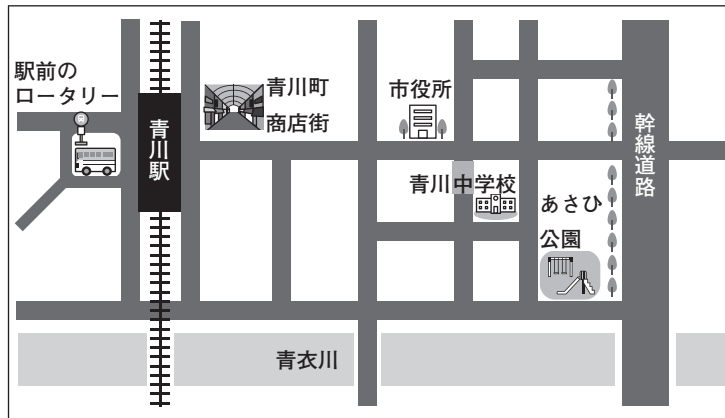 駅前の
ロータリー
青川駅
青川町
商店街
市役所
青川中学校
あさひ
公園
幹線道路
青衣川